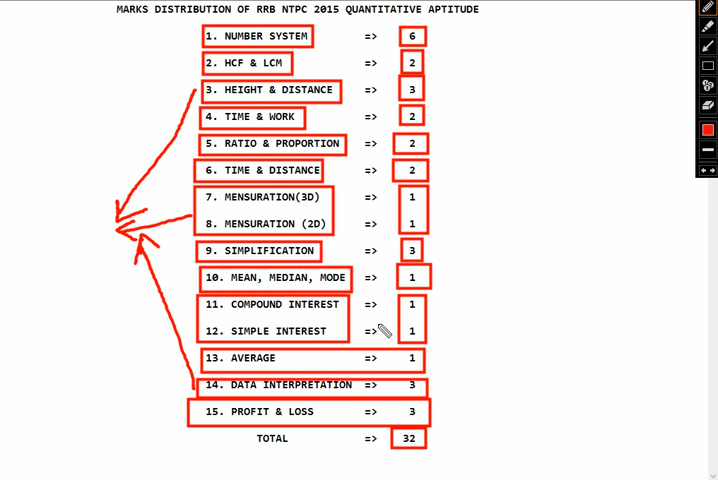 MARKS DISTRIBUTION OF RRB NTPC 2015 QUANTITATIVE APTITUDE
1. NUMBER SYSTEM => 6
2. HCF & LCM => 2
3. HEIGHT & DISTANCE => 3
4. TIME & WORK => 2
5. RATIO & PROPORTION => 2
6. TIME & DISTANCE => 2
7. MENSURATION(3D) => 1
8. MENSURATION (2D) => 1
9. SIMPLIFICATION => 3
10. MEAN, MEDIAN, MODE => 1
11. COMPOUND INTEREST => 1
12. SIMPLE INTEREST => 1
13. AVERAGE => 1
14. DATA INTERPRETATION => 3
15. PROFIT & LOSS => 3
TOTAL => 32